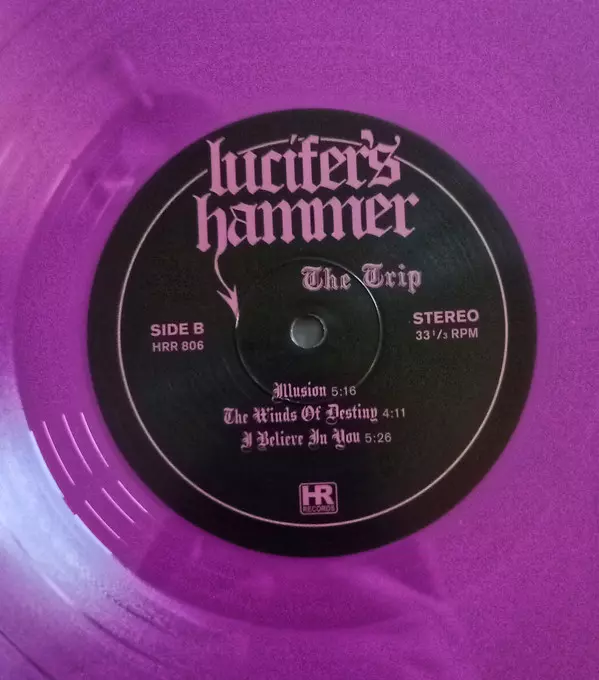 lucifer's
hammer
The Trip
SIDE B
HRR 806
STEREO
33 1/3 RPM
Illusion 5:16
The Winds Of Destiny 4:11
I Believe In You 5:26
HR
RECORDS